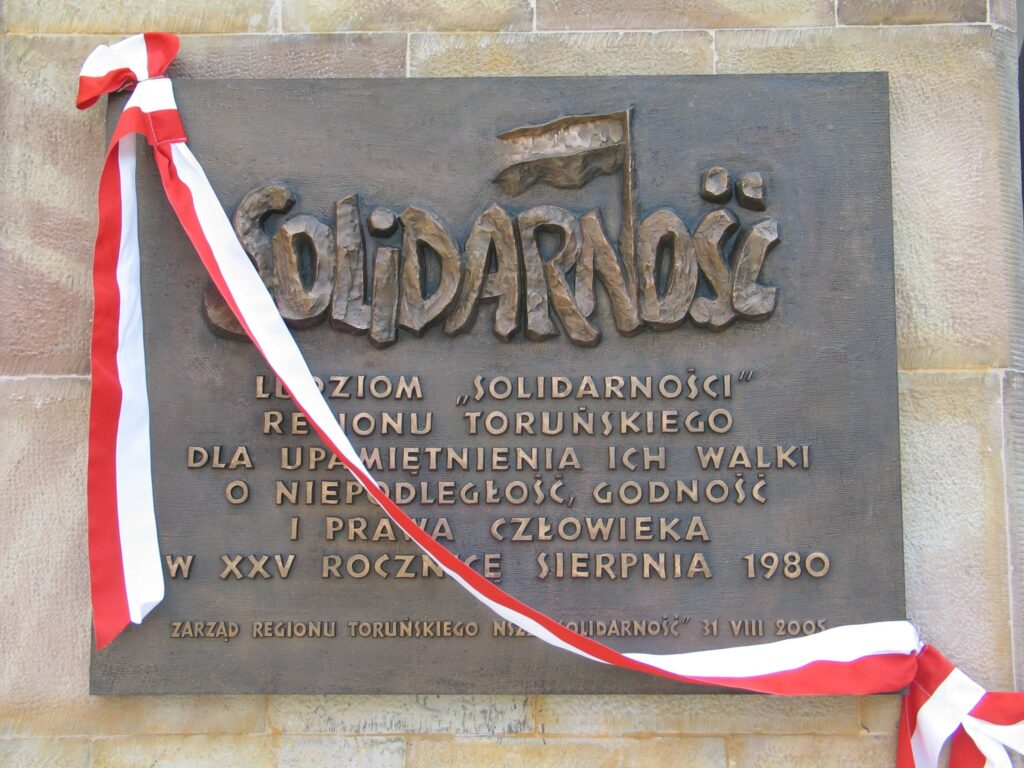 SOLIDARNOŚĆ
LUDZIOM „SOLIDARNOŚCI"
REGIONU TORUŃSKIEGO
DLA UPAMIĘTNIENIA ICH WALKI
O NIEPODLEGŁOŚĆ, GODNOŚĆ
I PRAWA CZŁOWIEKA
W XXV ROCZNICĘ SIERPNIA 1980
ZARZĄD REGIONU TORUŃSKIEGO NSZZ „SOLIDARNOŚĆ" 31 VIII 2005